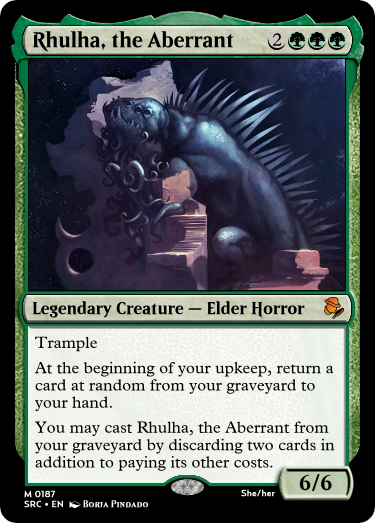 Rhulha, the Aberrant 2
Legendary Creature — Elder Horror
Trample
At the beginning of your upkeep, return a
card at random from your graveyard to
your hand.
You may cast Rhulha, the Aberrant from
your graveyard by discarding two cards in
addition to paying its other costs.
6/6
M 0187 She/her
SRC • EN Borja Pindado